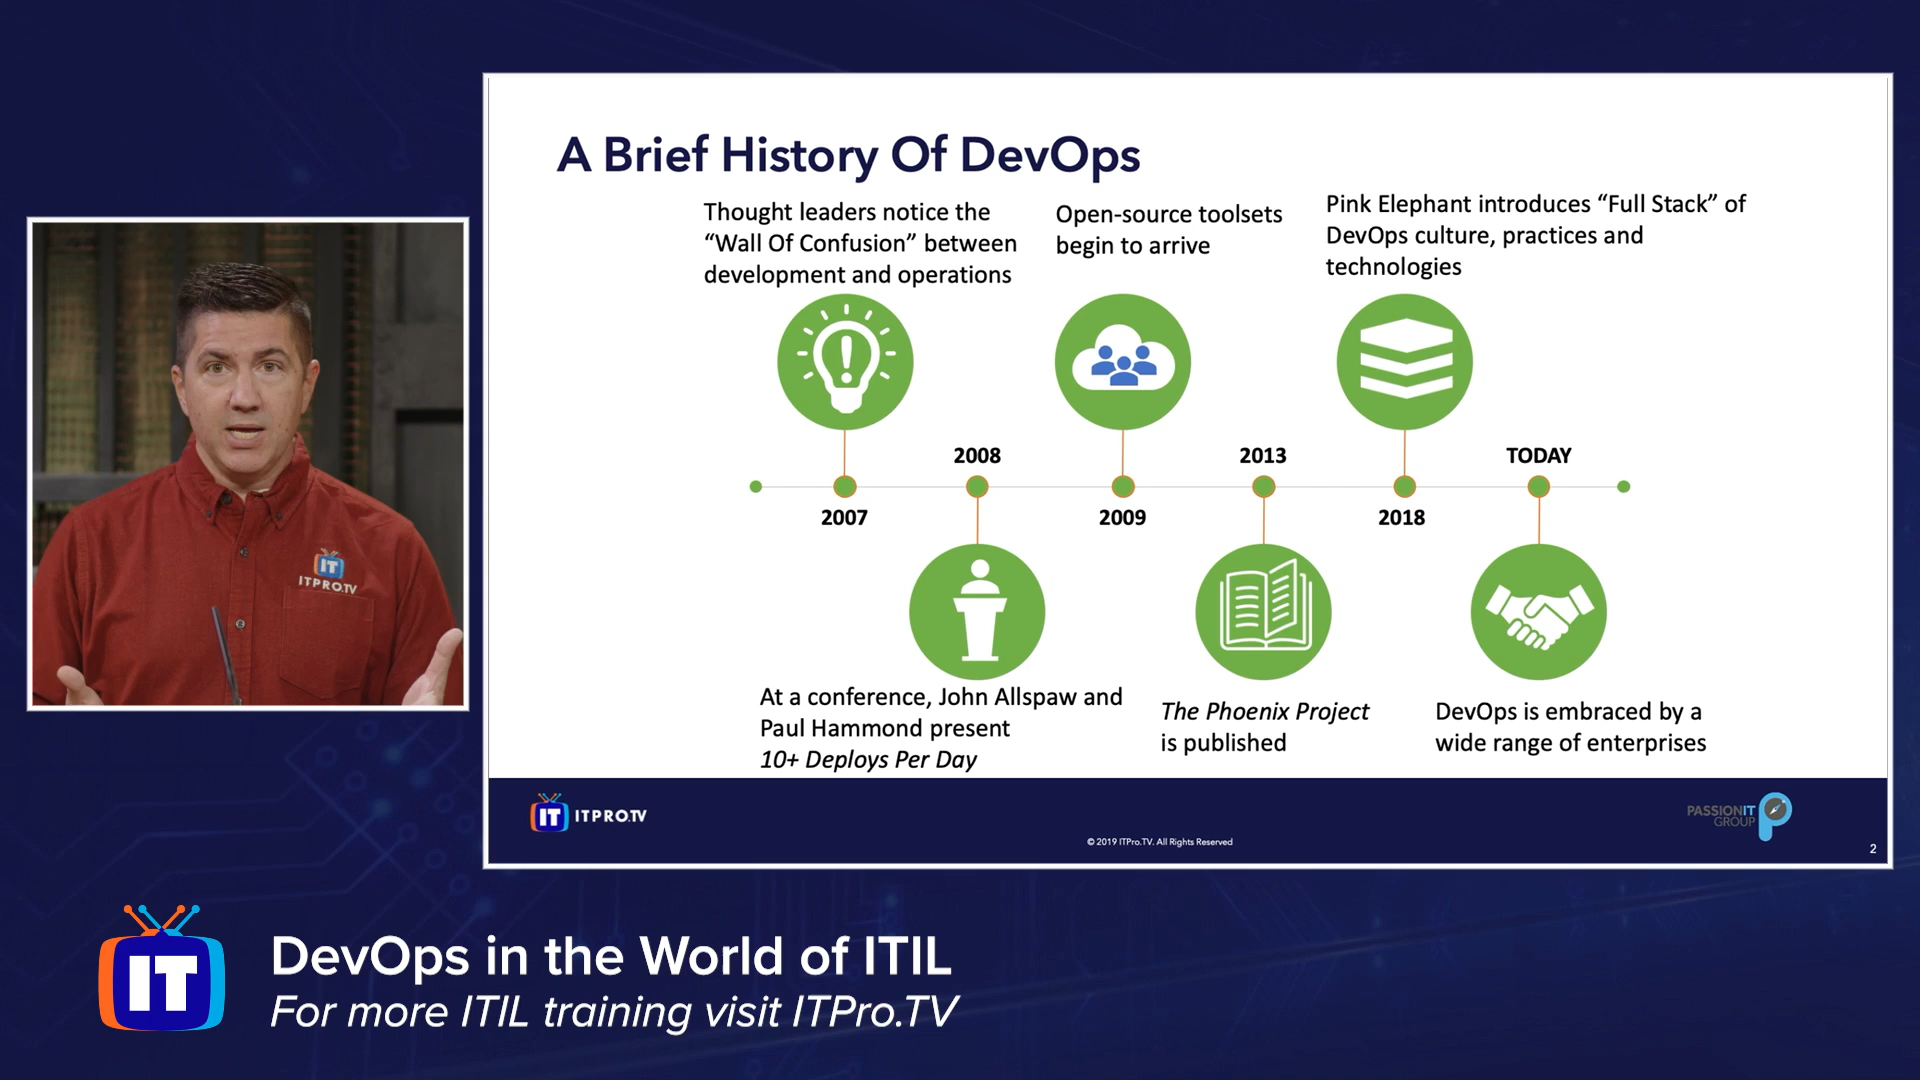 A Brief History Of DevOps
Thought leaders notice the
“Wall Of Confusion” between
development and operations
Open-source toolsets
begin to arrive
Pink Elephant introduces “Full Stack” of
DevOps culture, practices and
technologies
2008
2013
TODAY
2007
2009
2018
At a conference, John Allspaw and
Paul Hammond present
10+ Deploys Per Day
The Phoenix Project
is published
DevOps is embraced by a
wide range of enterprises
IT
ITPRO.TV
IT ITPRO.TV
PASSIONIT
GROUP
© 2019 ITPro.TV. All Rights Reserved
2
IT
DevOps in the World of ITIL
For more ITIL training visit ITPro.TV